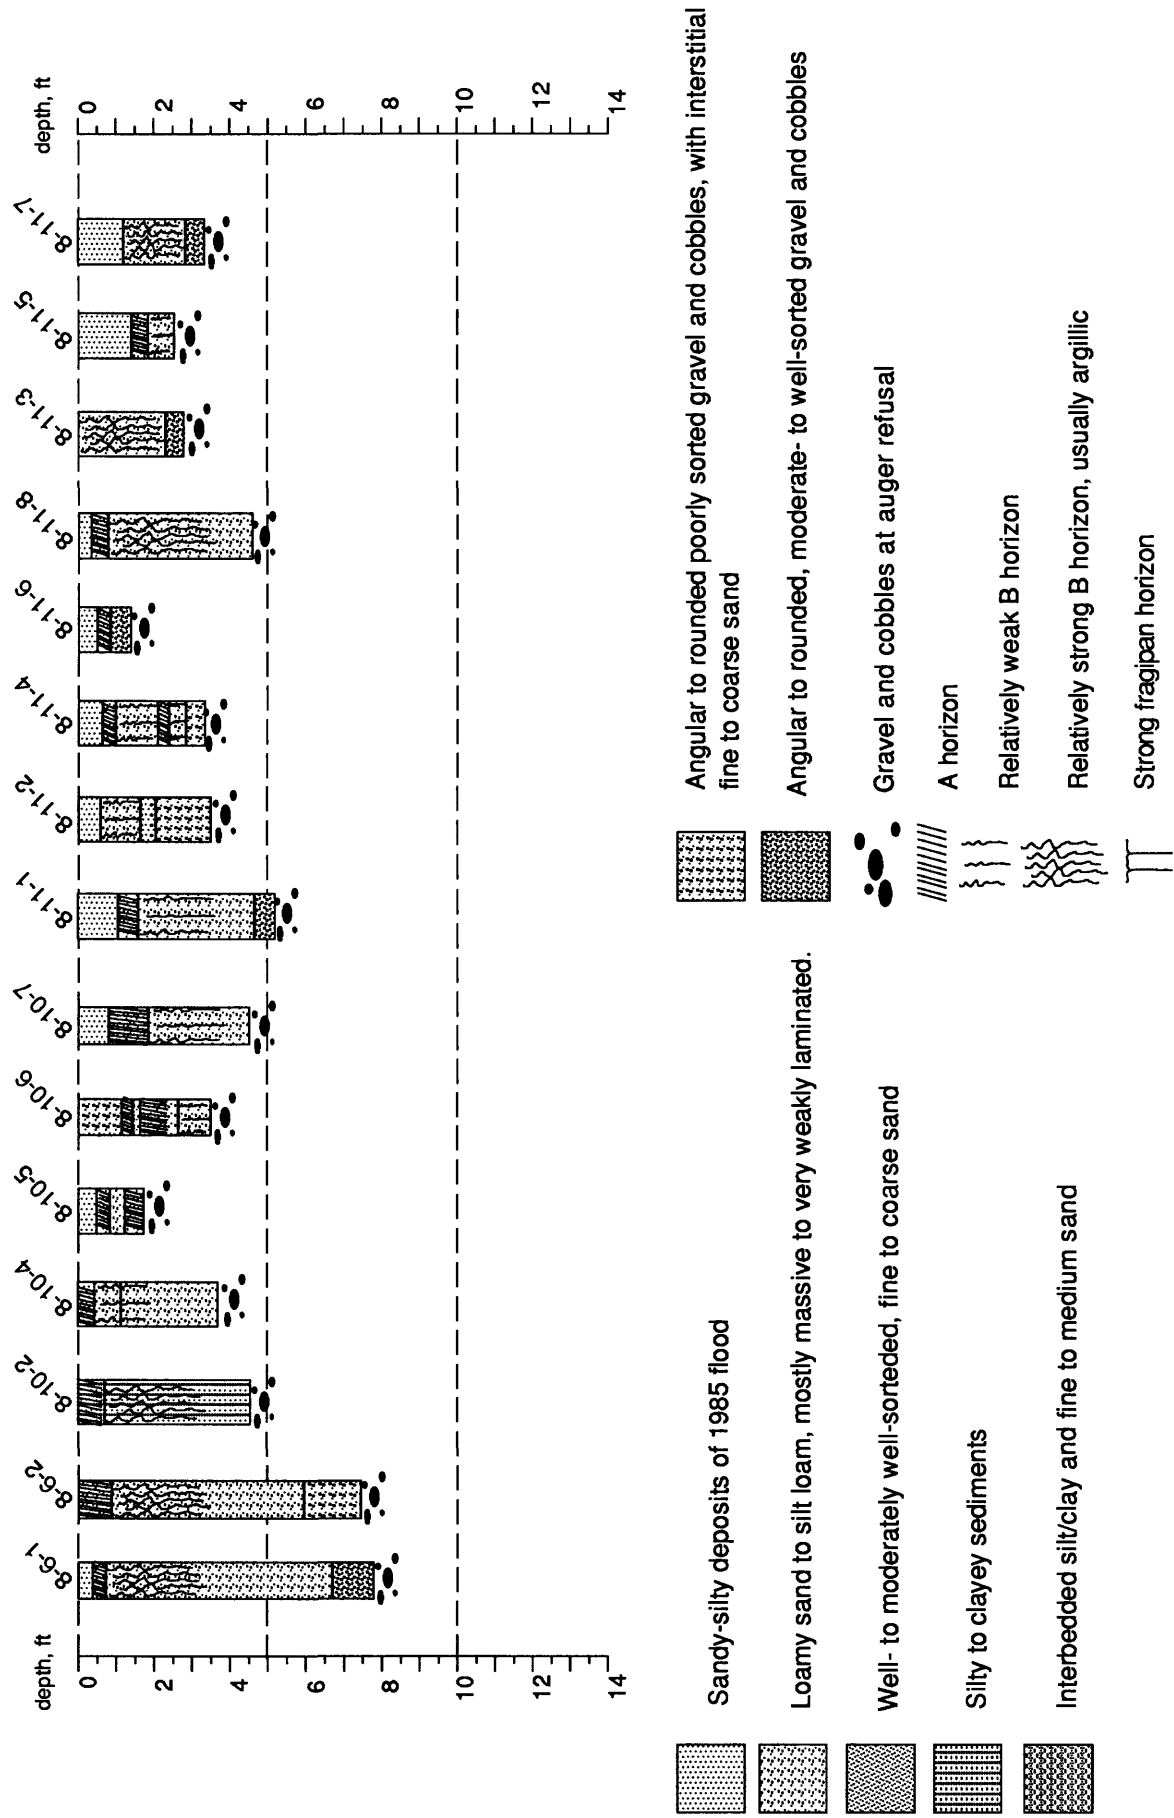 depth, ft
0
2
4
6
8
10
12
14
8-6-1
8-6-2
8-10-2
8-10-4
8-10-5
8-10-6
8-10-7
8-11-1
8-11-2
8-11-4
8-11-6
8-11-8
8-11-3
8-11-5
8-11-7
depth, ft
0
2
4
6
8
10
12
14
Sandy-silty deposits of 1985 flood
Loamy sand to silt loam, mostly massive to very weakly laminated.
Well- to moderately well-sorteded, fine to coarse sand
Silty to clayey sediments
Interbedded silt/clay and fine to medium sand
Angular to rounded poorly sorted gravel and cobbles, with interstitial
fine to coarse sand
Angular to rounded, moderate- to well-sorted gravel and cobbles
Gravel and cobbles at auger refusal
A horizon
Relatively weak B horizon
Relatively strong B horizon, usually argillic
Strong fragipan horizon